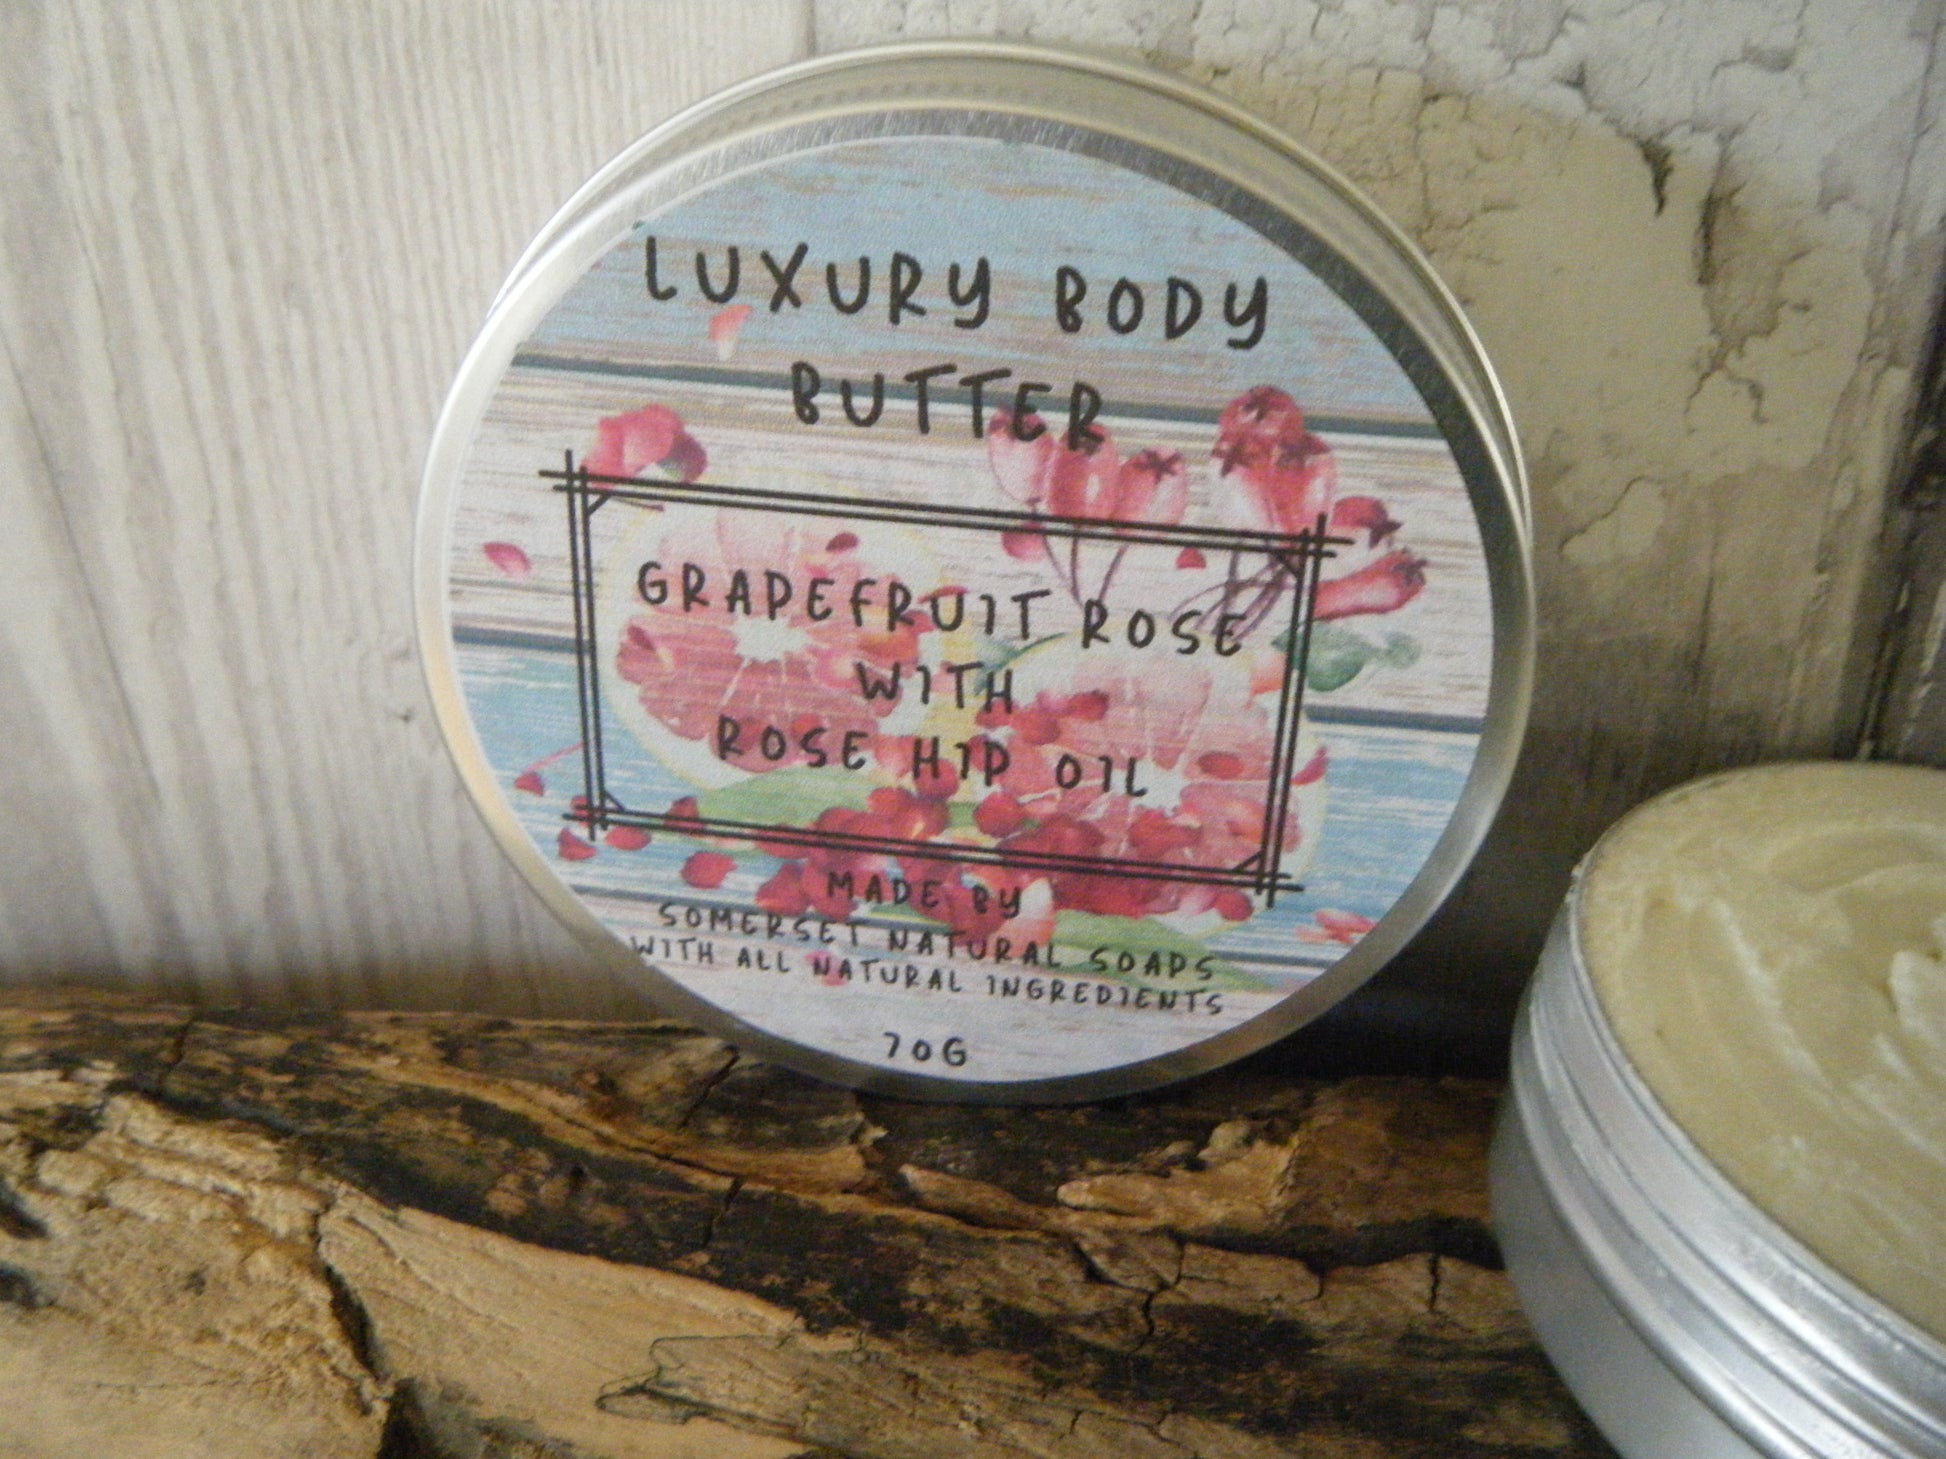 LUXURY BODY
BUTTER
GRAPEFRUIT ROSE
WITH
ROSE HIP OIL
MADE BY
SOMERSET NATURAL SOAPS
WITH ALL NATURAL INGREDIENTS
70G